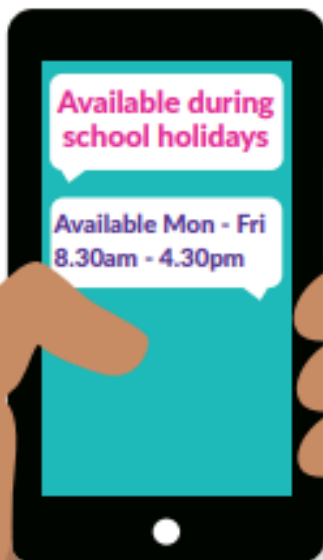 Available during
school holidays
Available Mon - Fri
8.30am - 4.30pm